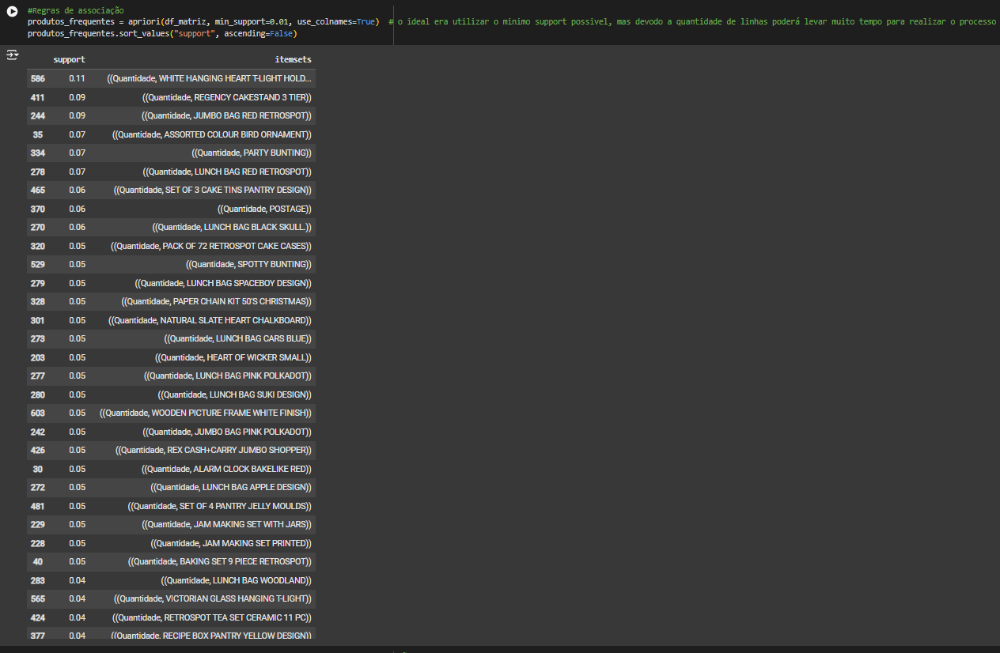 #Regras de associação
produtos_frequentes = apriori(df_matriz, min_support=0.01, use_colnames=True)  # o ideal era utilizar o minimo support possivel, mas devodo a quantidade de linhas poderá levar muito tempo para realizar o processo
produtos_frequentes.sort_values("support", ascending=False)
support itemsets
586 0.11 ((Quantidade, WHITE HANGING HEART T-LIGHT HOLD...
411 0.09 ((Quantidade, REGENCY CAKESTAND 3 TIER))
244 0.09 ((Quantidade, JUMBO BAG RED RETROSPOT))
35 0.07 ((Quantidade, ASSORTED COLOUR BIRD ORNAMENT))
334 0.07 ((Quantidade, PARTY BUNTING))
278 0.07 ((Quantidade, LUNCH BAG RED RETROSPOT))
465 0.06 ((Quantidade, SET OF 3 CAKE TINS PANTRY DESIGN))
370 0.06 ((Quantidade, POSTAGE))
270 0.06 ((Quantidade, LUNCH BAG BLACK SKULL.))
320 0.05 ((Quantidade, PACK OF 72 RETROSPOT CAKE CASES))
529 0.05 ((Quantidade, SPOTTY BUNTING))
279 0.05 ((Quantidade, LUNCH BAG SPACEBOY DESIGN))
328 0.05 ((Quantidade, PAPER CHAIN KIT 50'S CHRISTMAS))
301 0.05 ((Quantidade, NATURAL SLATE HEART CHALKBOARD))
273 0.05 ((Quantidade, LUNCH BAG CARS BLUE))
203 0.05 ((Quantidade, HEART OF WICKER SMALL))
277 0.05 ((Quantidade, LUNCH BAG PINK POLKADOT))
280 0.05 ((Quantidade, LUNCH BAG SUKI DESIGN))
603 0.05 ((Quantidade, WOODEN PICTURE FRAME WHITE FINISH))
242 0.05 ((Quantidade, JUMBO BAG PINK POLKADOT))
426 0.05 ((Quantidade, REX CASH+CARRY JUMBO SHOPPER))
30 0.05 ((Quantidade, ALARM CLOCK BAKELIKE RED))
272 0.05 ((Quantidade, LUNCH BAG APPLE DESIGN))
481 0.05 ((Quantidade, SET OF 4 PANTRY JELLY MOULDS))
229 0.05 ((Quantidade, JAM MAKING SET WITH JARS))
228 0.05 ((Quantidade, JAM MAKING SET PRINTED))
40 0.05 ((Quantidade, BAKING SET 9 PIECE RETROSPOT))
283 0.04 ((Quantidade, LUNCH BAG WOODLAND))
565 0.04 ((Quantidade, VICTORIAN GLASS HANGING T-LIGHT))
424 0.04 ((Quantidade, RETROSPOT TEA SET CERAMIC 11 PC))
377 0.04 ((Quantidade, RECIPE BOX PANTRY YELLOW DESIGN))